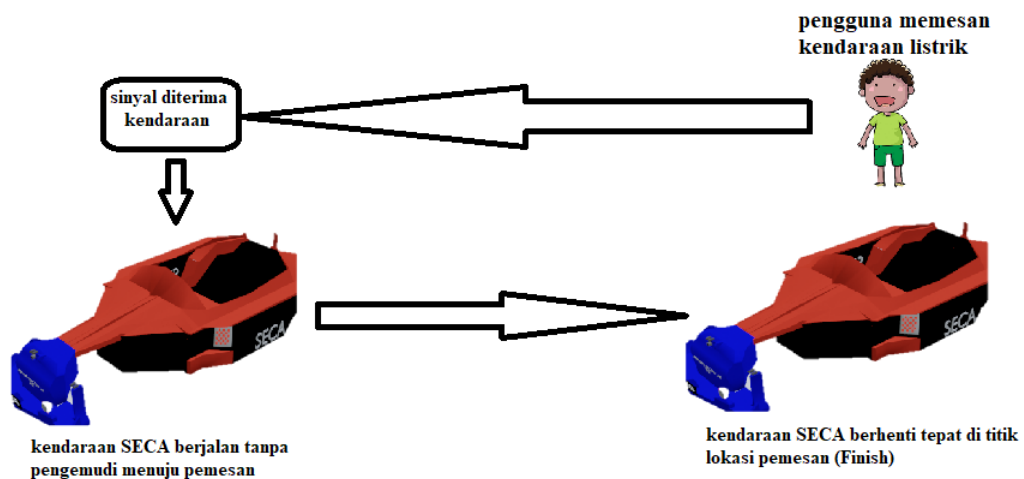 pengguna memesan
kendaraan listrik
sinyal diterima
kendaraan
SECA
SECA
kendaraan SECA berjalan tanpa
pengemudi menuju pemesan
kendaraan SECA berhenti tepat di titik
lokasi pemesan (Finish)